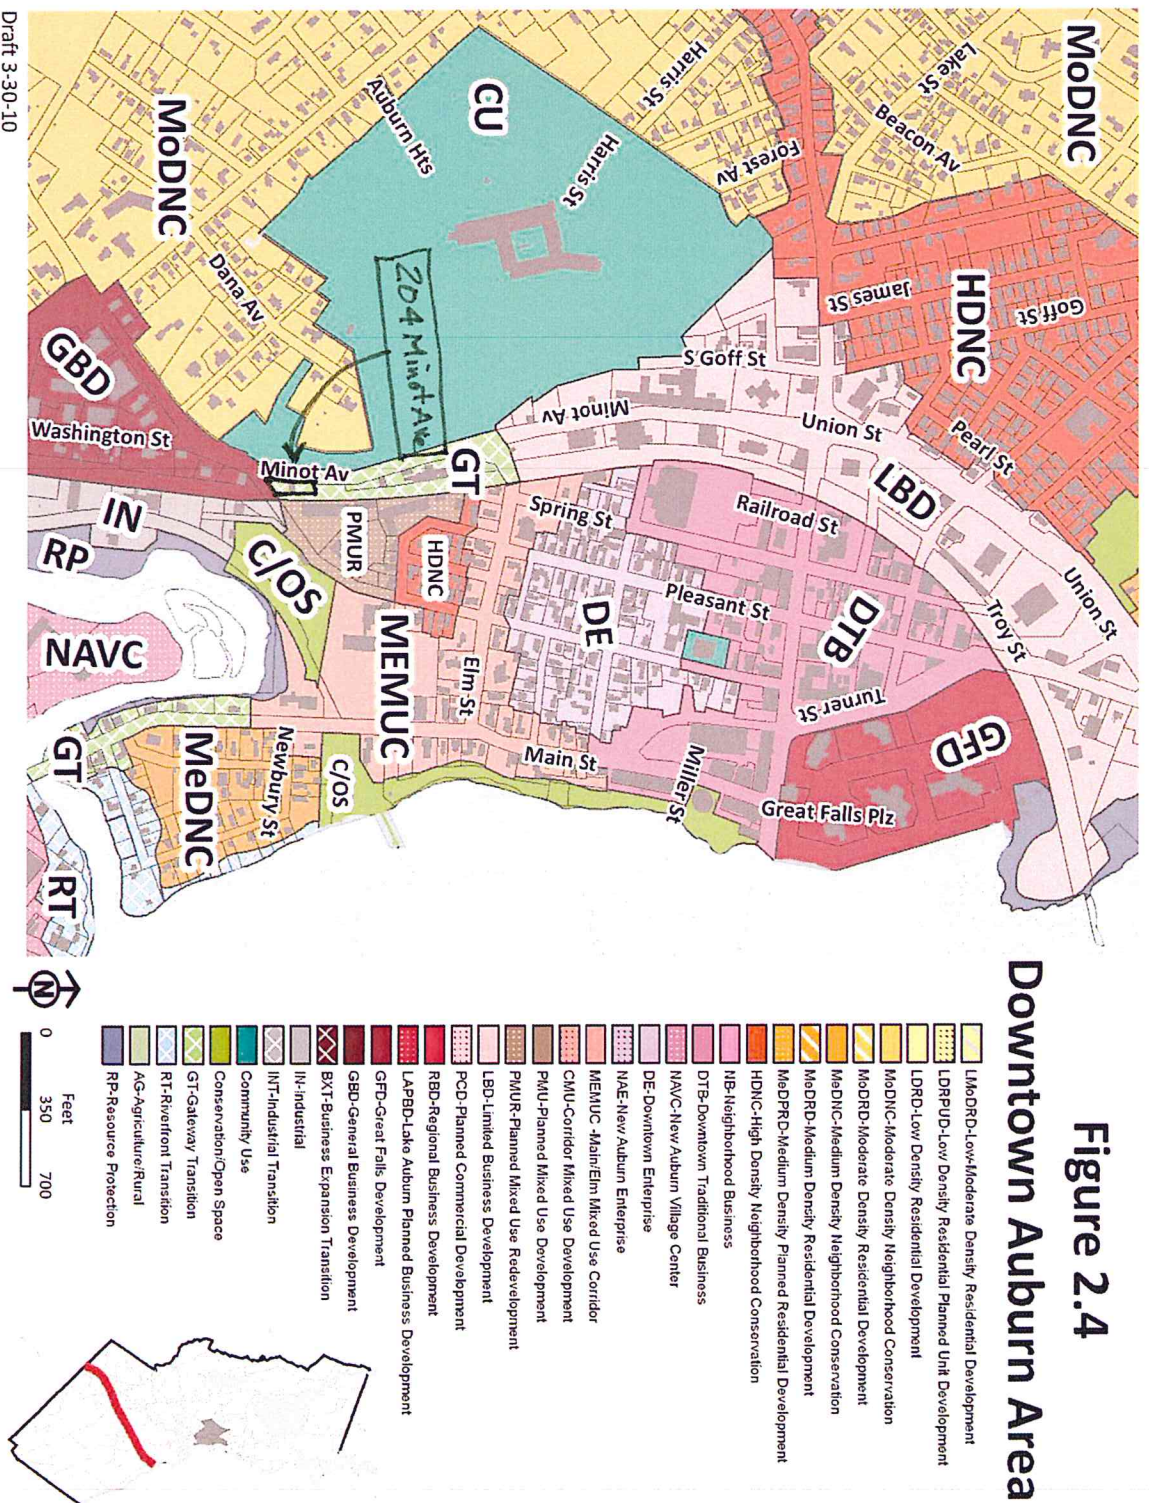 Figure 2.4
Downtown Auburn Area
LMoDRD-Low-Moderate Density Residential Development
LDRPUD-Low Density Residential Planned Unit Development
LDRD-Low Density Residential Development
MoDNC-Moderate Density Neighborhood Conservation
MoDRD-Moderate Density Residential Development
MeDNC-Medium Density Neighborhood Conservation
MeDRD-Medium Density Residential Development
MeDPRD-Medium Density Planned Residential Development
HDNC-High Density Neighborhood Conservation
NB-Neighborhood Business
DTB-Downtown Traditional Business
NAVC-New Auburn Village Center
DE-Downtown Enterprise
NAE-New Auburn Enterprise
MEMUC -Main/Elm Mixed Use Corridor
CMU-Corridor Mixed Use Development
PMU-Planned Mixed Use Development
PMUR-Planned Mixed Use Redevelopment
LBD-Limited Business Development
PCD-Planned Commercial Development
RBD-Regional Business Development
LAPBD-Lake Auburn Planned Business Development
GFD-Great Falls Development
GBD-General Business Development
BXT-Business Expansion Transition
IN-Industrial
INT-Industrial Transition
Community Use
Conservation/Open Space
GT-Gateway Transition
RT-Riverfront Transition
AG-Agriculture/Rural
RP-Resource Protection
N
0
350
700
Feet
MoDNC
Lake St
Beacon Av
Harris St
Forest Av
HDNC
Goff St
James St
Pearl St
CU
Harris St
Auburn Hts
MoDNC
Dana Av
204 Minot Ave
S Goff St
Minot Av
Union St
LBD
Union St
Troy St
GBD
Washington St
Minot Av
GT
Railroad St
Spring St
IN
RP
PMUR
HDNC
C/OS
DE
Pleasant St
DTB
NAVC
MEMUC
Elm St
Turner St
GFD
GT
MeDNC
Newbury St
C/OS
Main St
Miller St
Great Falls Plz
RT
Draft 3-30-10